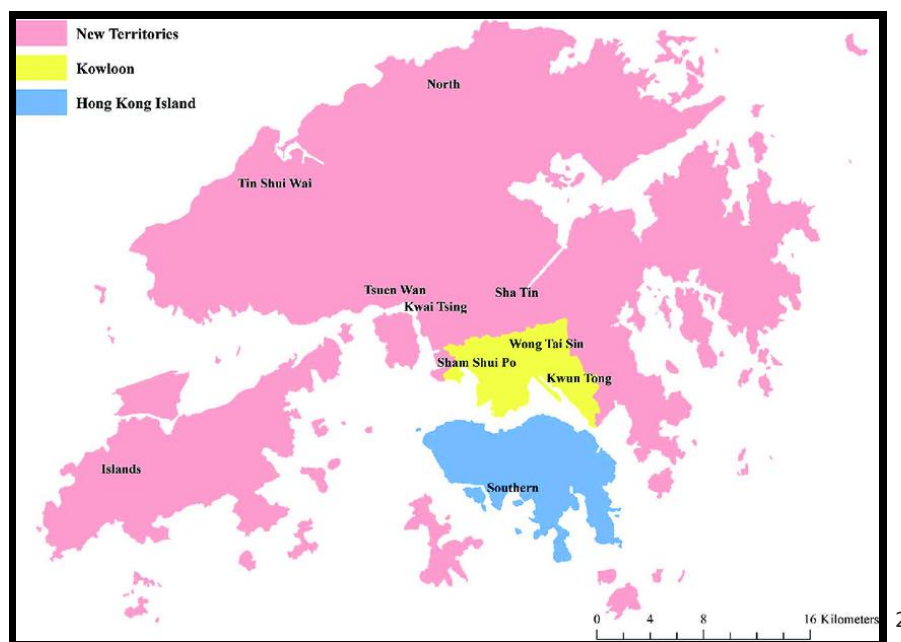 New Territories
Kowloon
Hong Kong Island
North
Tin Shui Wai
Tsuen Wan
Sha Tin
Kwai Tsing
Wong Tai Sin
Sham Shui Po
Kwun Tong
Islands
Southern
0 4 8 16 Kilometers
2